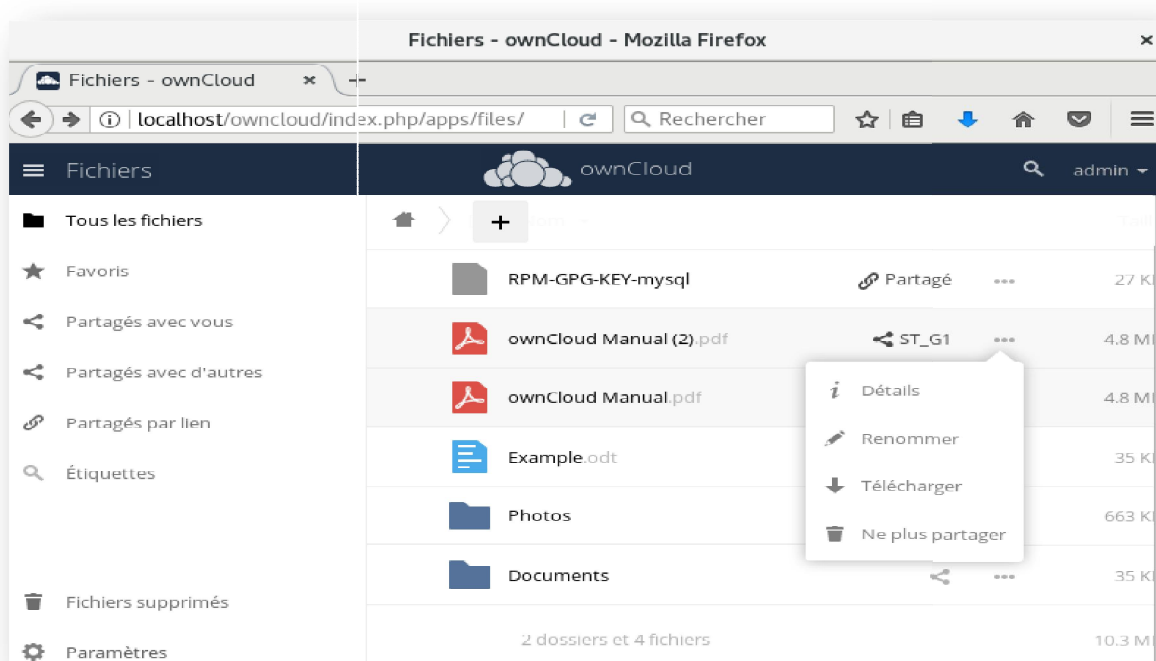 Fichiers - ownCloud - Mozilla Firefox
Fichiers - ownCloud
localhost/owncloud/index.php/apps/files/
Rechercher
Fichiers
ownCloud
admin
Tous les fichiers
Favoris
Partagés avec vous
Partagés avec d'autres
Partagés par lien
Étiquettes
Fichiers supprimés
Paramètres
RPM-GPG-KEY-mysql Partagé 27 K
ownCloud Manual (2).pdf ST_G1 4.8 M
ownCloud Manual.pdf 4.8 M
Example.odt 35 K
Photos 663 K
Documents 35 K
2 dossiers et 4 fichiers 10.3 M
Détails
Renommer
Télécharger
Ne plus partager